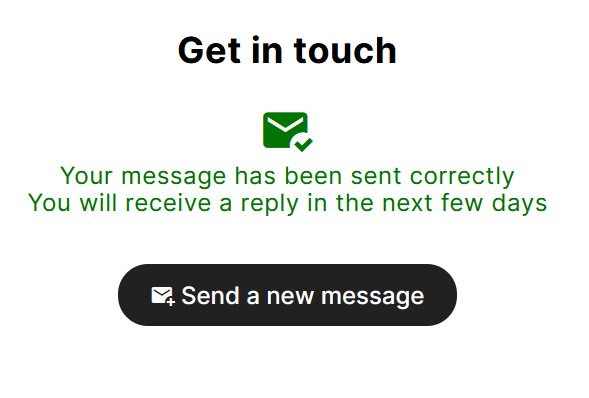 Get in touch
Your message has been sent correctly
You will receive a reply in the next few days
Send a new message